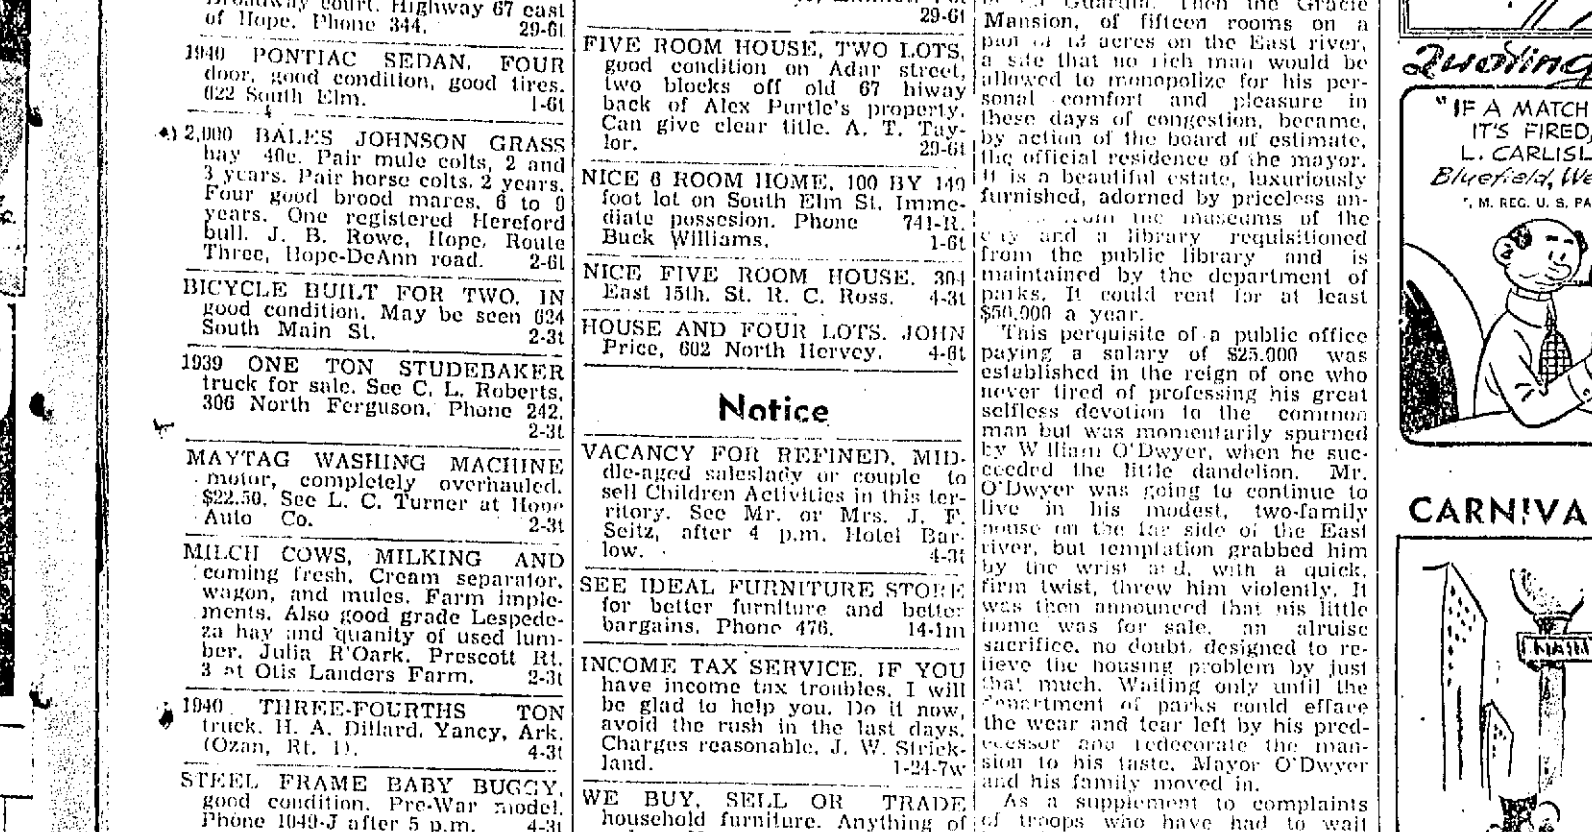 Broadway court. Highway 67 east
of Hope. Phone 344. 29-6t
1940 PONTIAC SEDAN. FOUR
door, good condition, good tires.
622 South Elm. 1-6t
2,000 BALES JOHNSON GRASS
hay 40c. Pair mule colts, 2 and
3 years. Pair horse colts. 2 years.
Four good brood mares. 6 to 9
years. One registered Hereford
bull. J. B. Rowe, Hope, Route
Three, Hope-DeAnn road. 2-6t
BICYCLE BUILT FOR TWO. IN
good condition. May be seen 624
South Main St. 2-3t
1939 ONE TON STUDEBAKER
truck for sale. See C. L. Roberts,
306 North Ferguson. Phone 242.
2-3t
MAYTAG WASHING MACHINE
motor, completely overhauled.
$22.50. See L. C. Turner at Hope
Auto Co. 2-3t
MILCH COWS, MILKING AND
coming fresh. Cream separator,
wagon, and mules. Farm imple-
ments. Also good grade Lespede-
za hay and quanity of used lum-
ber. Julia R'Oark. Prescott Rt.
3 at Otis Landers Farm. 2-3t
1940 THREE-FOURTHS TON
truck. H. A. Dillard. Yancy, Ark.
(Ozan, Rt. 1). 4-3t
STEEL FRAME BABY BUGGY,
good condition. Pre-War model.
Phone 1049-J after 5 p.m. 4-3t
29-6t
FIVE ROOM HOUSE, TWO LOTS,
good condition on Adar street,
two blocks off old 67 hiway
back of Alex Purtle's property.
Can give clear title. A. T. Tay-
lor. 29-6t
NICE 6 ROOM HOME. 100 BY 149
foot lot on South Elm St. Imme-
diate possesion. Phone 741-R.
Buck Williams. 1-6t
NICE FIVE ROOM HOUSE. 304
East 15th. St. R. C. Ross. 4-3t
HOUSE AND FOUR LOTS. JOHN
Price, 602 North Hervey. 4-6t
Notice
VACANCY FOR REFINED, MID-
dle-aged saleslady or couple to
sell Children Activities in this ter-
ritory. See Mr. or Mrs. J. F.
Seitz, after 4 p.m. Hotel Bar-
low. 4-3t
SEE IDEAL FURNITURE STORE
for better furniture and better
bargains. Phone 476. 14-1m
INCOME TAX SERVICE. IF YOU
have income tax troubles. I will
be glad to help you. Do it now,
avoid the rush in the last days.
Charges reasonable. J. W. Strick-
land. 1-24-7w
WE BUY, SELL OR TRADE
household furniture. Anything of
Guardia. Then the Gracie
Mansion, of fifteen rooms on a
acres on the East river,
a site that no rich man would be
allowed to monopolize for his per-
sonal comfort and pleasure in
these days of congestion, became,
by action of the board of estimate,
the official residence of the mayor.
It is a beautiful estate, luxuriously
furnished, adorned by priceless an-
from the museums of the
city and a library requisitioned
from the public library and is
maintained by the department of
parks. It could rent for at least
$50,000 a year.
This perquisite of a public office
paying a salary of $25.000 was
established in the reign of one who
never tired of professing his great
selfless devotion to the common
man but was momentarily spurned
by William O'Dwyer, when he suc-
ceeded the little dandelion. Mr.
O'Dwyer was going to continue to
live in his modest, two-family
house on the far side of the East
river, but temptation grabbed him
by the wrist and, with a quick,
firm twist, threw him violently. It
was then announced that his little
home was for sale. an alruise
sacrifice, no doubt, designed to re-
lieve the housing problem by just
that much. Waiting only until the
department of parks could efface
the wear and tear left by his pred-
ecessor and redecorate the man-
sion to his taste. Mayor O'Dwyer
and his family moved in.
As a supplement to complaints
of troops who have had to wait
Quoting
"IF A MATCH
IT'S FIRED,
L. CARLISL
Bluefield, We
. M. REG. U. S. PA
CARNIVA
MAIN